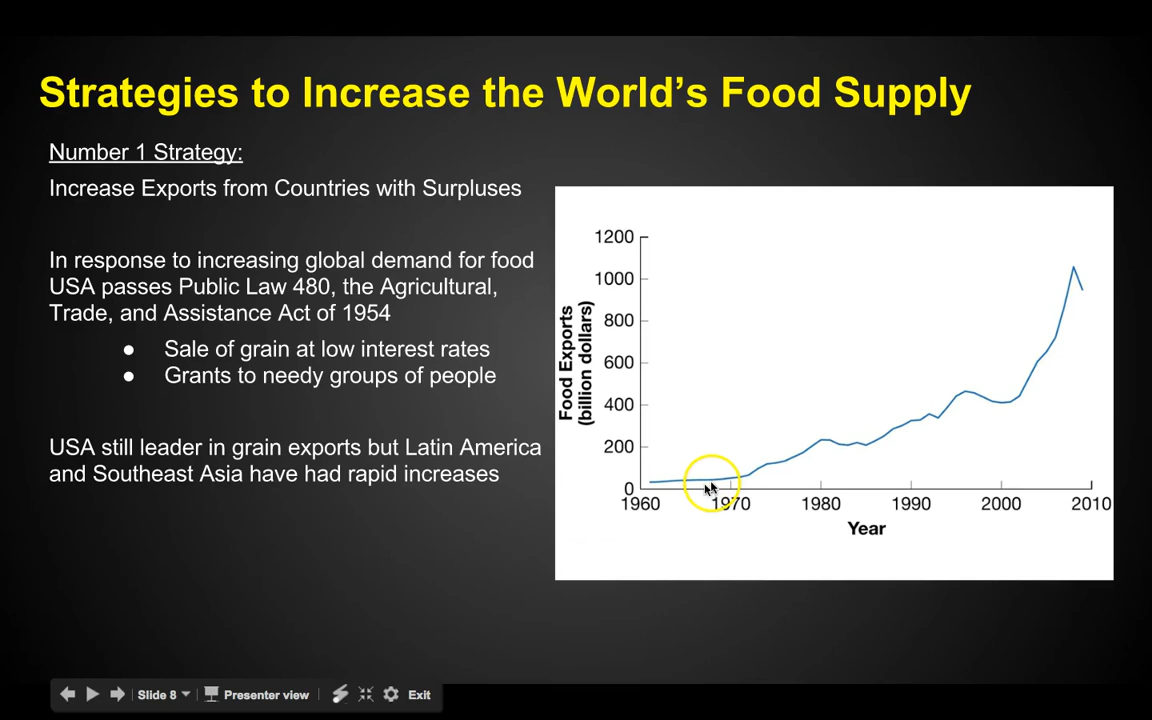 Strategies to Increase the World's Food Supply
Number 1 Strategy:
Increase Exports from Countries with Surpluses
In response to increasing global demand for food
USA passes Public Law 480, the Agricultural,
Trade, and Assistance Act of 1954
● Sale of grain at low interest rates
● Grants to needy groups of people
USA still leader in grain exports but Latin America
and Southeast Asia have had rapid increases
Food Exports
(billion dollars)
1200
1000
800
600
400
200
0
1960 1970 1980 1990 2000 2010
Year
Slide 8 Presenter view Exit